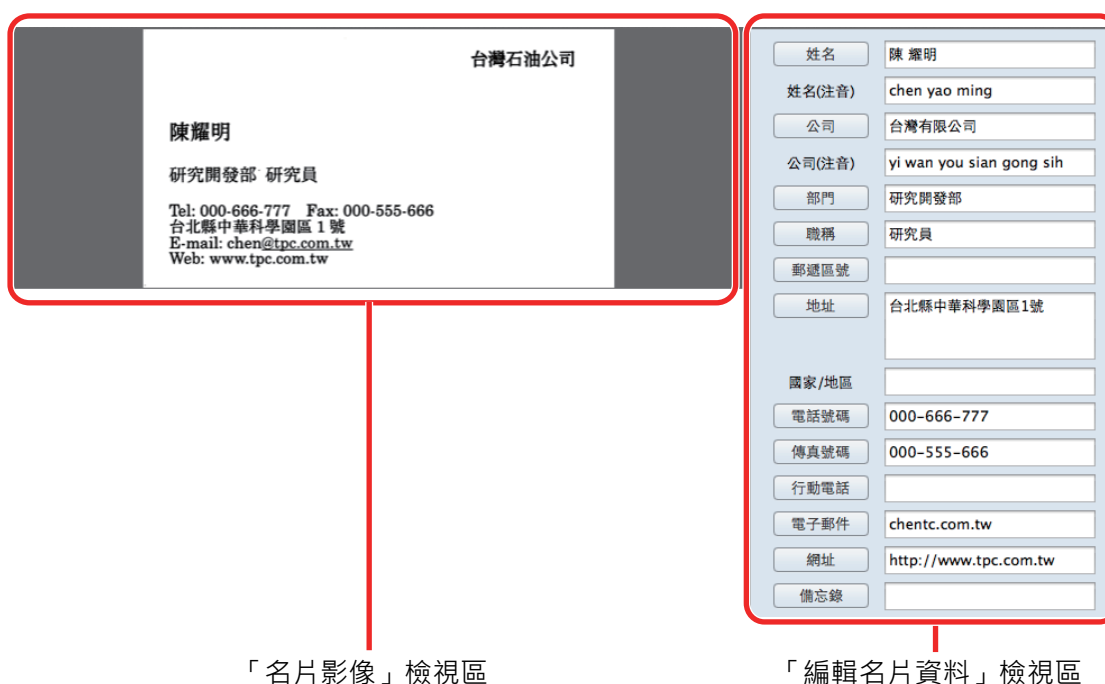 台灣石油公司
陳耀明
研究開發部 研究員
Tel: 000-666-777 Fax: 000-555-666
台北縣中華科學園區 1 號
E-mail: chen@tpc.com.tw
Web: www.tpc.com.tw
姓名 陳 耀明
姓名(注音) chen yao ming
公司 台灣有限公司
公司(注音) yi wan you sian gong sih
部門 研究開發部
職稱 研究員
郵遞區號
地址 台北縣中華科學園區1號
國家/地區
電話號碼 000-666-777
傳真號碼 000-555-666
行動電話
電子郵件 chentc.com.tw
網址 http://www.tpc.com.tw
備忘錄
「名片影像」檢視區
「編輯名片資料」檢視區